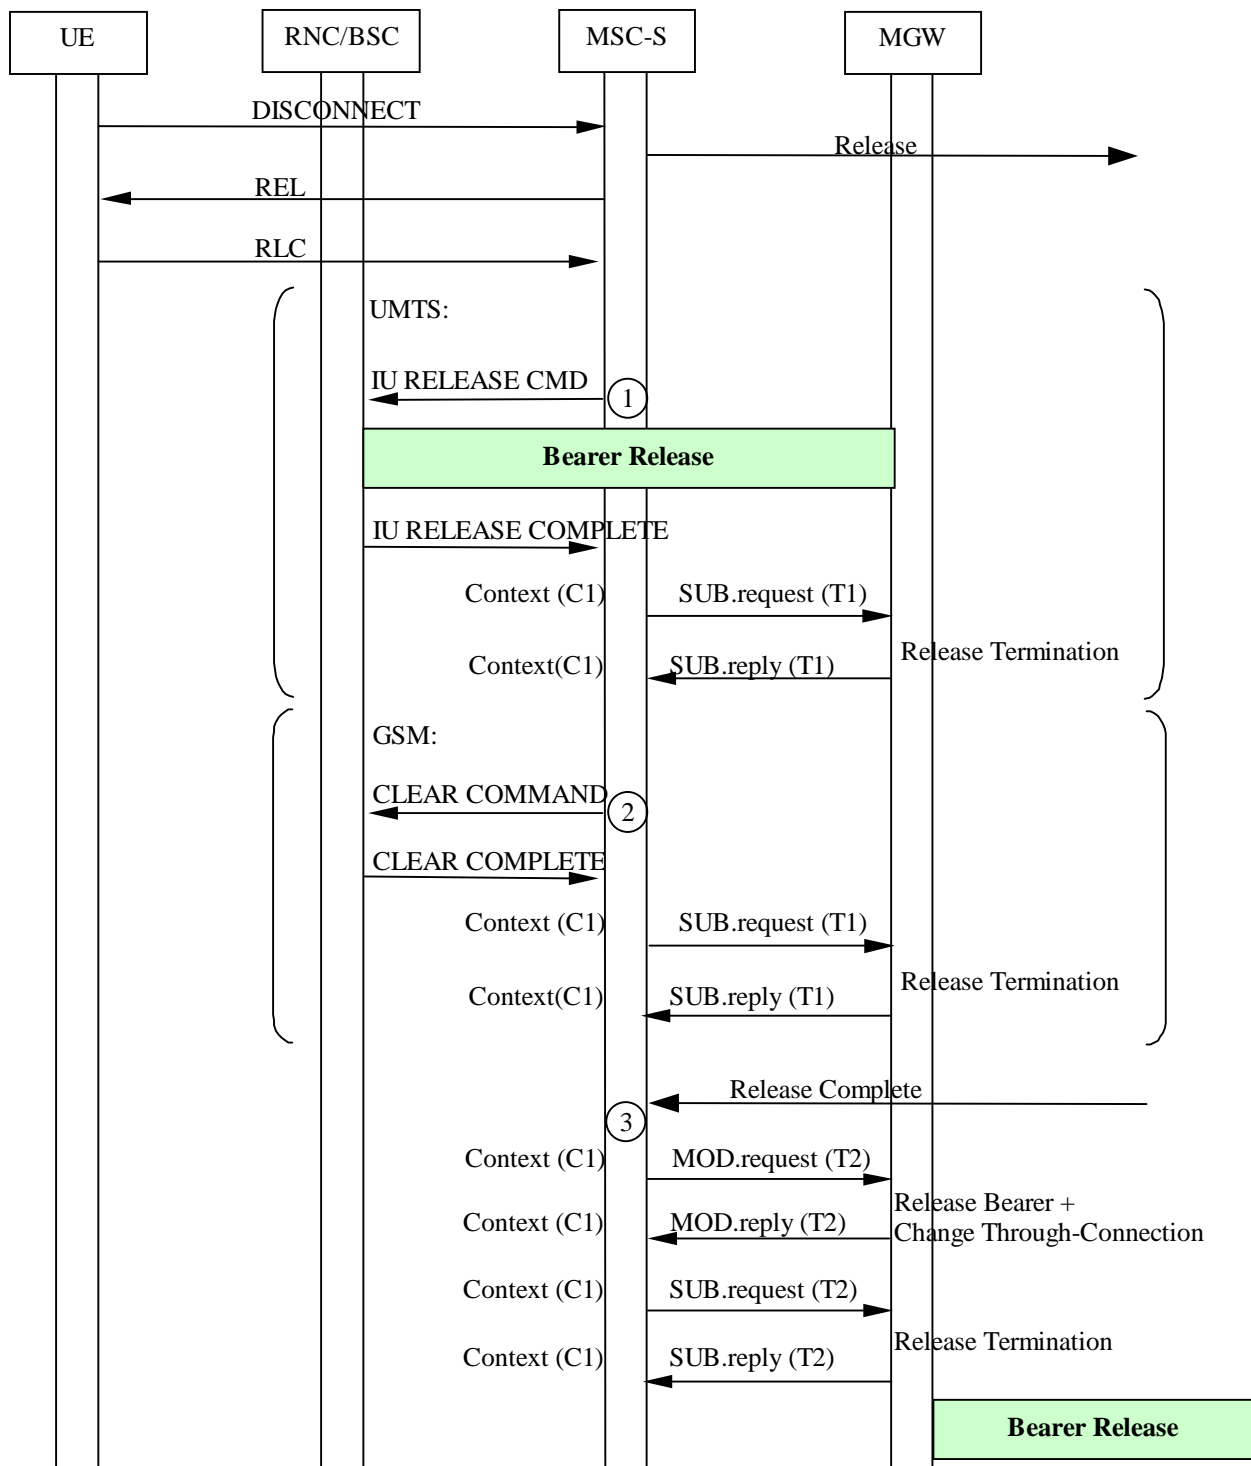 UE
RNC/BSC
MSC-S
MGW
DISCONNECT
Release
REL
RLC
UMTS:
IU RELEASE CMD
1
Bearer Release
IU RELEASE COMPLETE
Context (C1)
SUB.request (T1)
Release Termination
Context(C1)
SUB.reply (T1)
GSM:
CLEAR COMMAND
2
CLEAR COMPLETE
Context (C1)
SUB.request (T1)
Release Termination
Context(C1)
SUB.reply (T1)
Release Complete
3
Context (C1)
MOD.request (T2)
Release Bearer +
Change Through-Connection
Context (C1)
MOD.reply (T2)
Context (C1)
SUB.request (T2)
Release Termination
Context (C1)
SUB.reply (T2)
Bearer Release